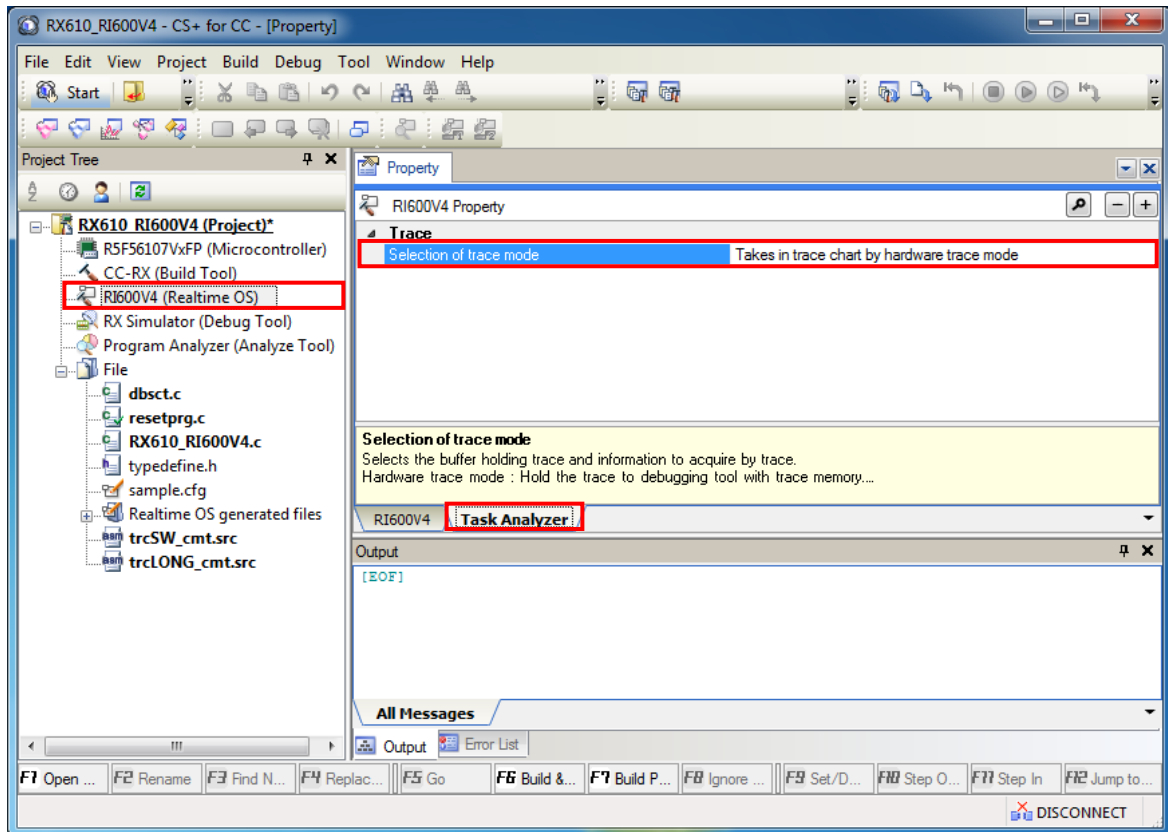 RX610_RI600V4 - CS+ for CC - [Property]
File Edit View Project Build Debug Tool Window Help
Start
Project Tree
RX610_RI600V4 (Project)*
R5F56107VxFP (Microcontroller)
CC-RX (Build Tool)
RI600V4 (Realtime OS)
RX Simulator (Debug Tool)
Program Analyzer (Analyze Tool)
File
dbsct.c
resetprg.c
RX610_RI600V4.c
typedefine.h
sample.cfg
Realtime OS generated files
trcSW_cmt.src
trcLONG_cmt.src
Property
RI600V4 Property
Trace
Selection of trace mode Takes in trace chart by hardware trace mode
Selection of trace mode
Selects the buffer holding trace and information to acquire by trace.
Hardware trace mode : Hold the trace to debugging tool with trace memory....
RI600V4 Task Analyzer
Output
[EOF]
All Messages
Output Error List
F1 Open ... F2 Rename F3 Find N... F4 Replac... F5 Go F6 Build &... F7 Build P... F8 Ignore ... F9 Set/D... F10 Step O... F11 Step In F12 Jump to...
DISCONNECT